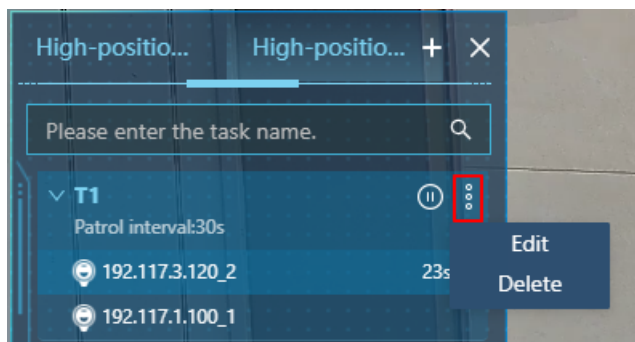 High-positio... High-positio... + ×
Please enter the task name.
T1
Patrol interval:30s
Edit
192.117.3.120_2 23s
Delete
192.117.1.100_1